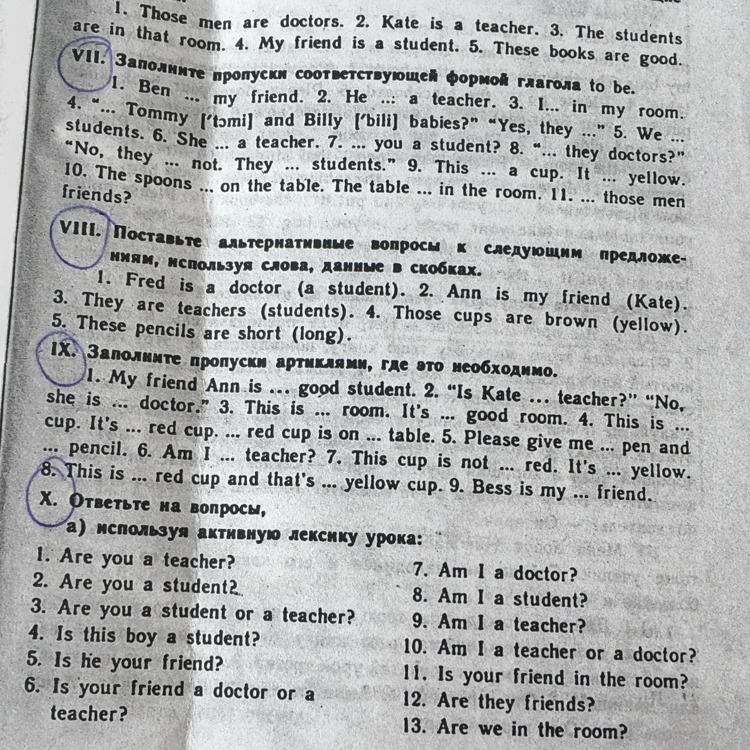 1. Those men are doctors. 2. Kate is a teacher. 3. The students
are in that room. 4. My friend is a student. 5. These books are good.
VII. Заполните пропуски соответствующей формой глагола to be.
1. Ben ... my friend. 2. He ... a teacher. 3. I... in my room.
4. "... Tommy ['tɔmi] and Billy ['bili] babies?" "Yes, they ..." 5. We ...
students. 6. She ... a teacher. 7. ... you a student? 8. "... they doctors?"
"No, they ... not. They ... students." 9. This ... a cup. It ... yellow.
10. The spoons ... on the table. The table ... in the room. 11. ... those men
friends?
VIII. Поставьте альтернативные вопросы к следующим предложе-
ниям, используя слова, данные в скобках.
1. Fred is a doctor (a student). 2. Ann is my friend (Kate).
3. They are teachers (students). 4. Those cups are brown (yellow).
5. These pencils are short (long).
IX. Заполните пропуски артиклями, где это необходимо.
1. My friend Ann is ... good student. 2. "Is Kate ... teacher?" "No,
she is ... doctor." 3. This is ... room. It's ... good room. 4. This is ...
cup. It's ... red cup. ... red cup is on ... table. 5. Please give me ... pen and
... pencil. 6. Am I ... teacher? 7. This cup is not ... red. It's ... yellow.
8. This is ... red cup and that's ... yellow cup. 9. Bess is my ... friend.
X. Ответьте на вопросы,
а) используя активную лексику урока:
1. Are you a teacher?
2. Are you a student?
3. Are you a student or a teacher?
4. Is this boy a student?
5. Is he your friend?
6. Is your friend a doctor or a
teacher?
7. Am I a doctor?
8. Am I a student?
9. Am I a teacher?
10. Am I a teacher or a doctor?
11. Is your friend in the room?
12. Are they friends?
13. Are we in the room?